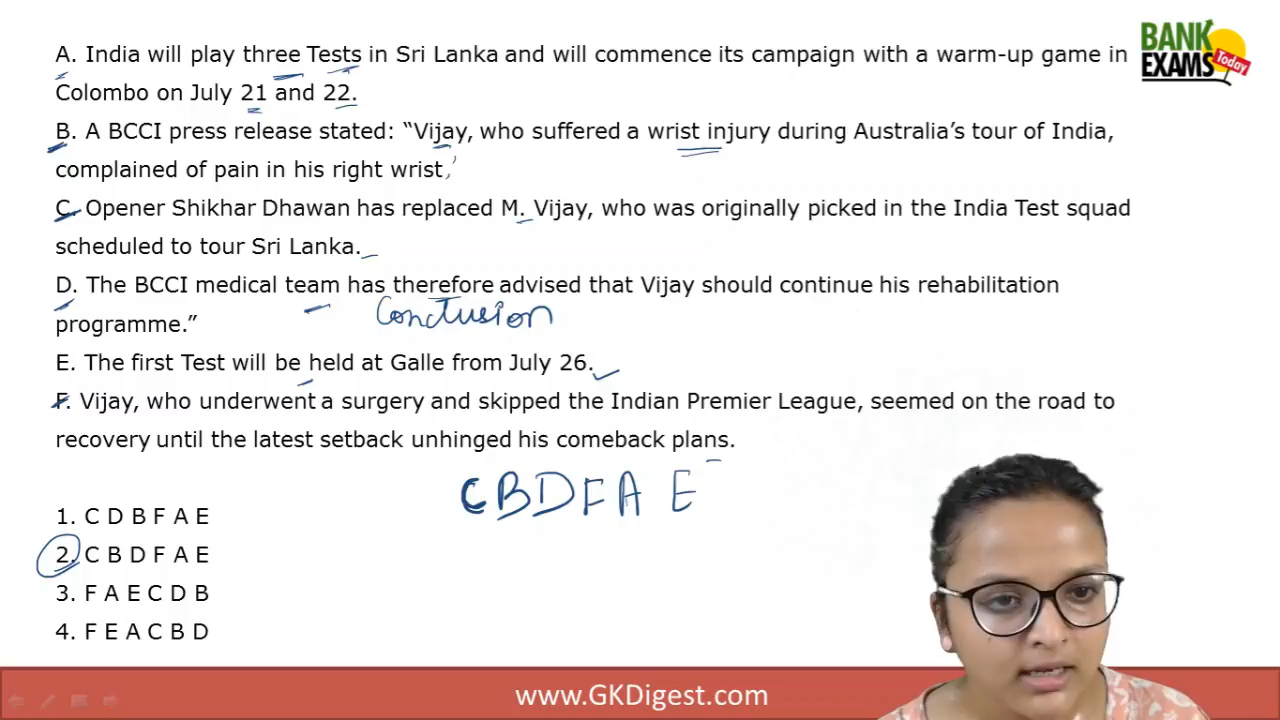 A. India will play three Tests in Sri Lanka and will commence its campaign with a warm-up game in
Colombo on July 21 and 22.
BANK
EXAMS Today
B. A BCCI press release stated: “Vijay, who suffered a wrist injury during Australia’s tour of India,
complained of pain in his right wrist,
C. Opener Shikhar Dhawan has replaced M. Vijay, who was originally picked in the India Test squad
scheduled to tour Sri Lanka.
D. The BCCI medical team has therefore advised that Vijay should continue his rehabilitation
programme.”
Conclusion
E. The first Test will be held at Galle from July 26.
F. Vijay, who underwent a surgery and skipped the Indian Premier League, seemed on the road to
recovery until the latest setback unhinged his comeback plans.
C B D F A E
1. C D B F A E
2. C B D F A E
3. F A E C D B
4. F E A C B D
www.GKDigest.com